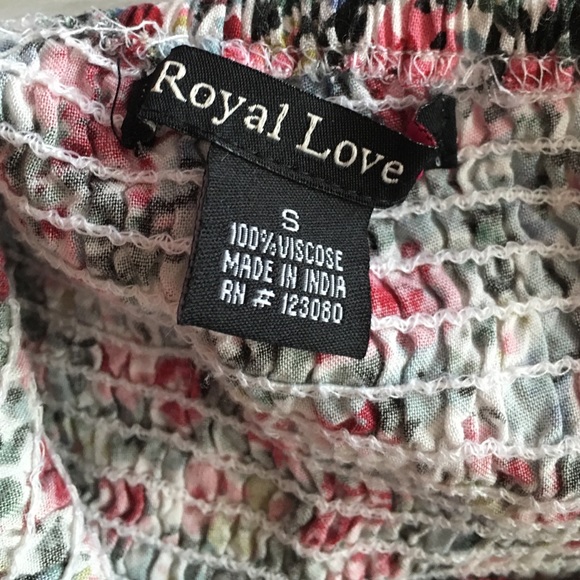 Royal Love
S
100% VISCOSE
MADE IN INDIA
RN # 123080